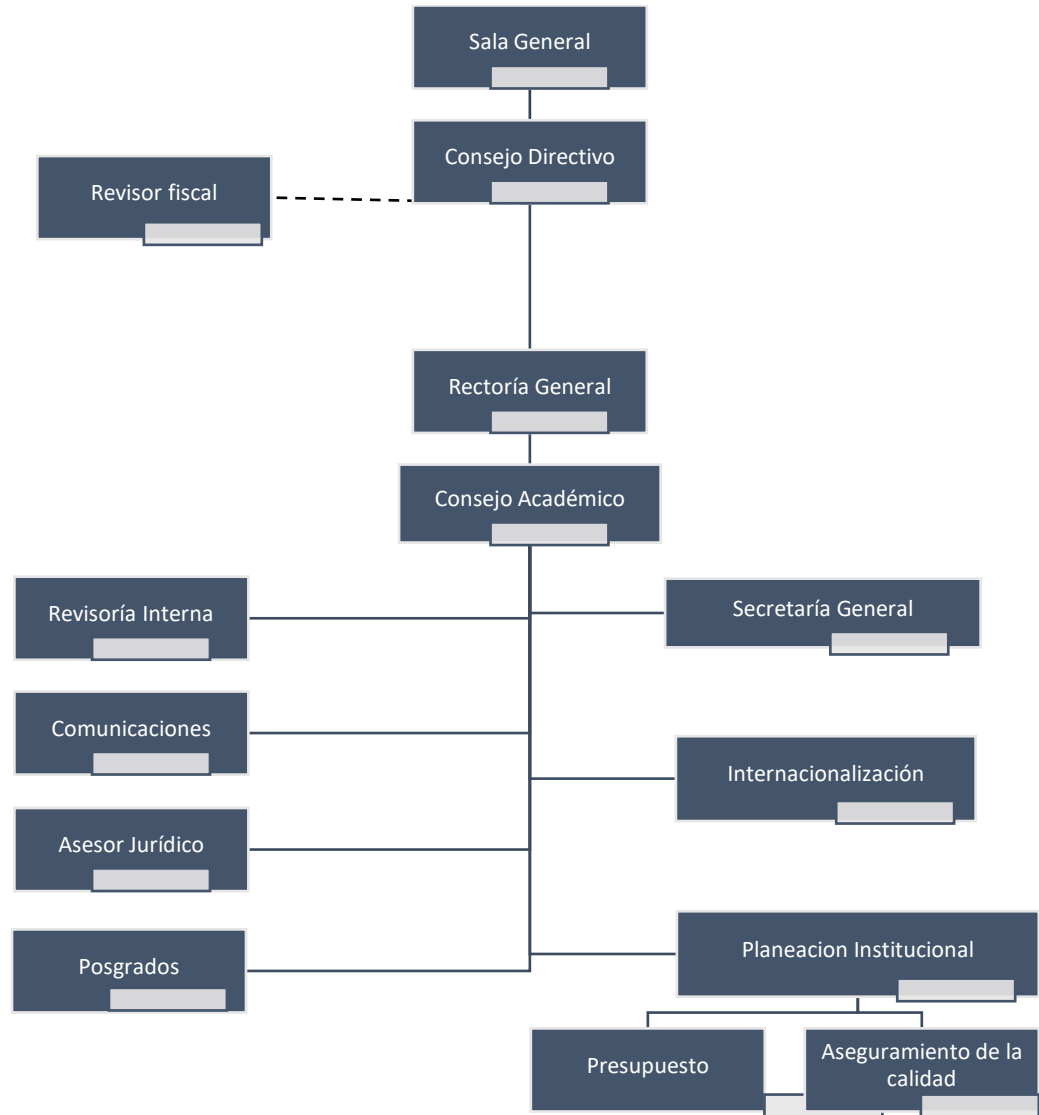 Sala General
Consejo Directivo
Revisor fiscal
Rectoría General
Consejo Académico
Revisoría Interna
Secretaría General
Comunicaciones
Internacionalización
Asesor Jurídico
Planeacion Institucional
Posgrados
Presupuesto
Aseguramiento de la
calidad